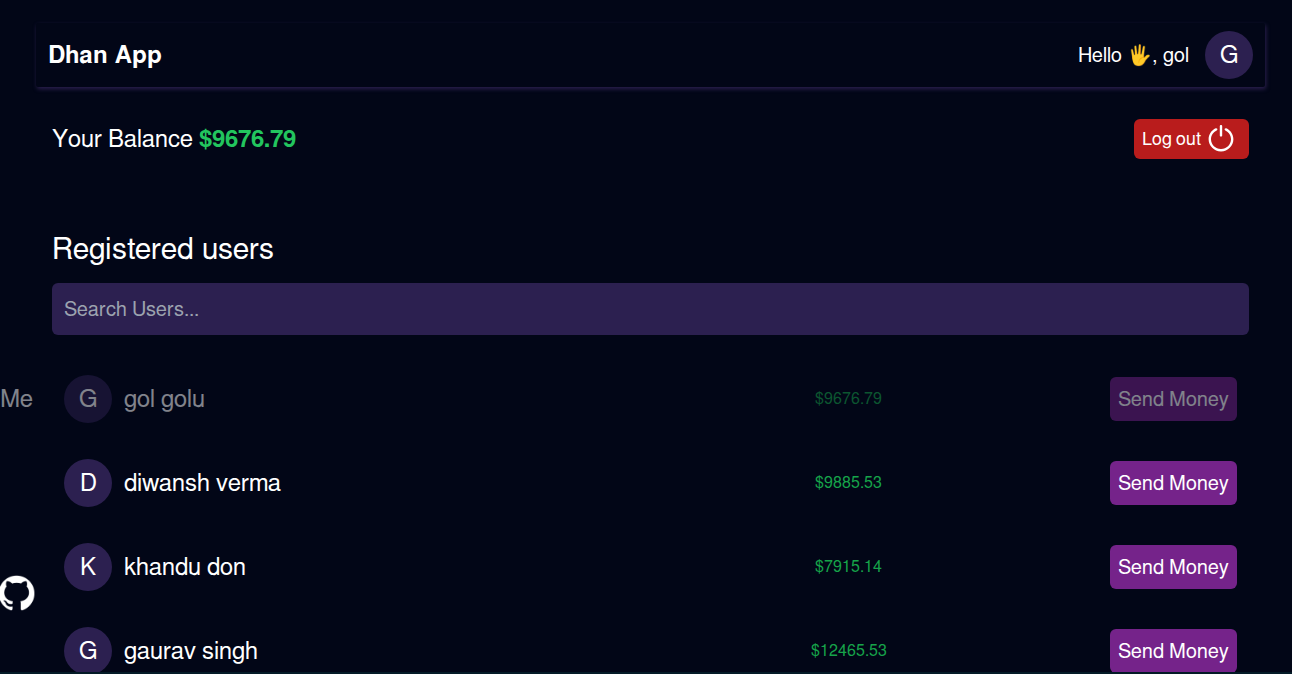 Dhan App
Hello 🖐, gol G
Your Balance $9676.79
Log out
Registered users
Search Users...
Me G gol golu $9676.79 Send Money
D diwansh verma $9885.53 Send Money
K khandu don $7915.14 Send Money
G gaurav singh $12465.53 Send Money